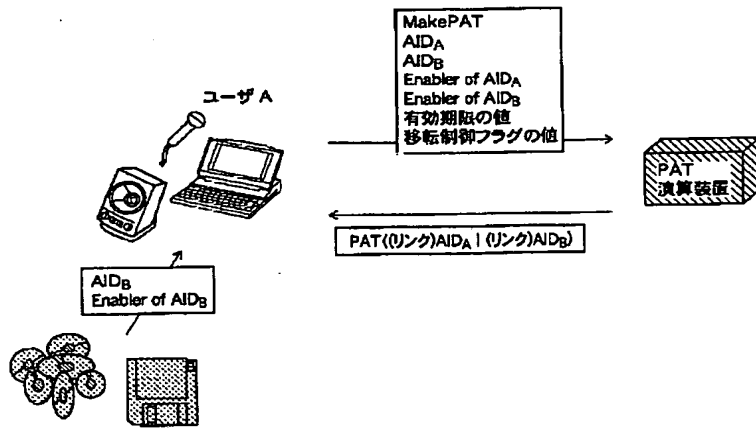 MakePAT
AIDA
AIDB
Enabler of AIDA
Enabler of AIDB
有効期限の値
移転制御フラグの値
ユーザ A
PAT
演算装置
PAT((リンク)AIDA | (リンク)AIDB)
AIDB
Enabler of AIDB